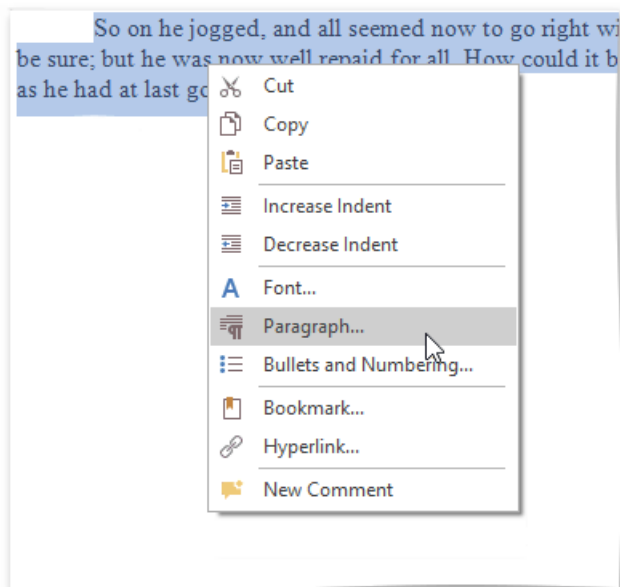 So on he jogged, and all seemed now to go right
be sure; but he was now well repaid for all. How could it
as he had at last
Cut
Copy
Paste
Increase Indent
Decrease Indent
Font...
Paragraph...
Bullets and Numbering...
Bookmark...
Hyperlink...
New Comment